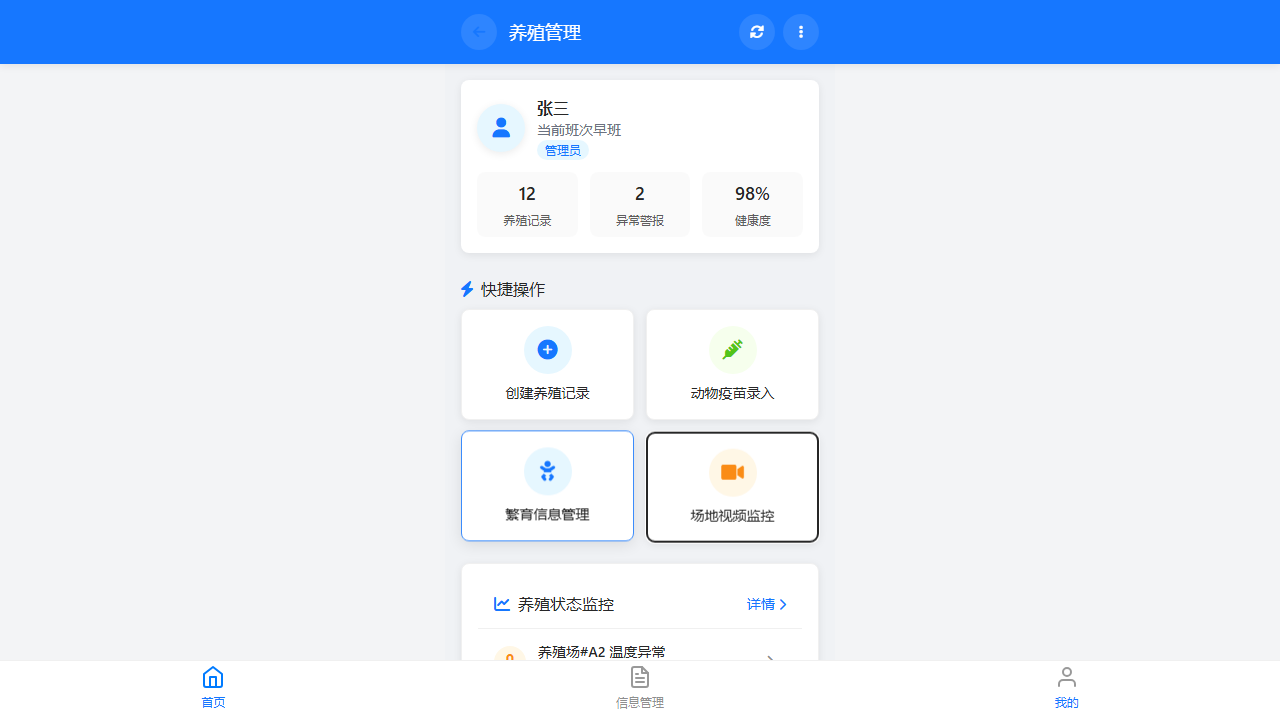 养殖管理
张三
当前班次早班
管理员
12
养殖记录
2
异常警报
98%
健康度
快捷操作
创建养殖记录
动物疫苗录入
繁育信息管理
场地视频监控
养殖状态监控
详情
养殖场#A2 温度异常
首页
信息管理
我的